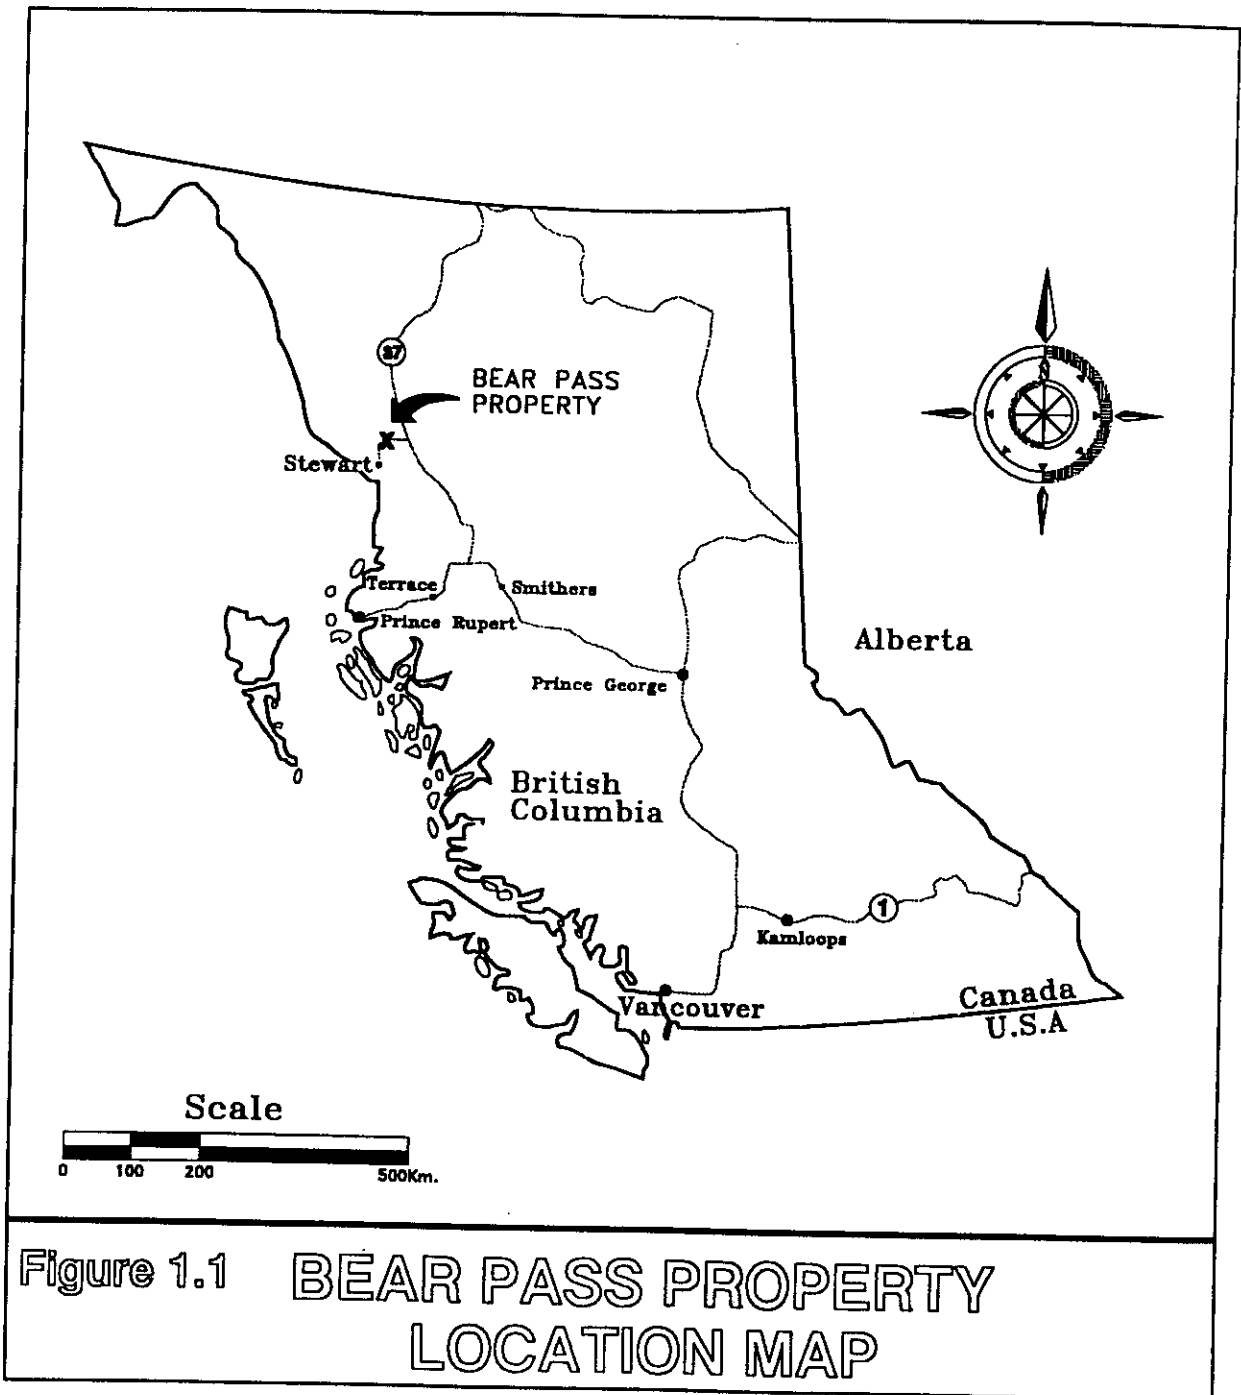 37
BEAR PASS
PROPERTY
X
Stewart
Terrace
Smithers
Prince Rupert
Alberta
Prince George
British
Columbia
1
Kamloops
Vancouver
Canada
U.S.A
Scale
0 100 200 500Km.
Figure 1.1 BEAR PASS PROPERTY
LOCATION MAP